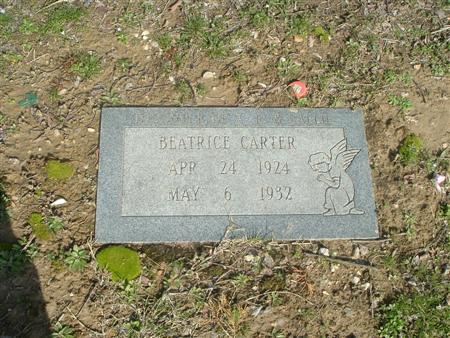 BEATRICE CARTER
APR 24 1924
MAY 6 1932